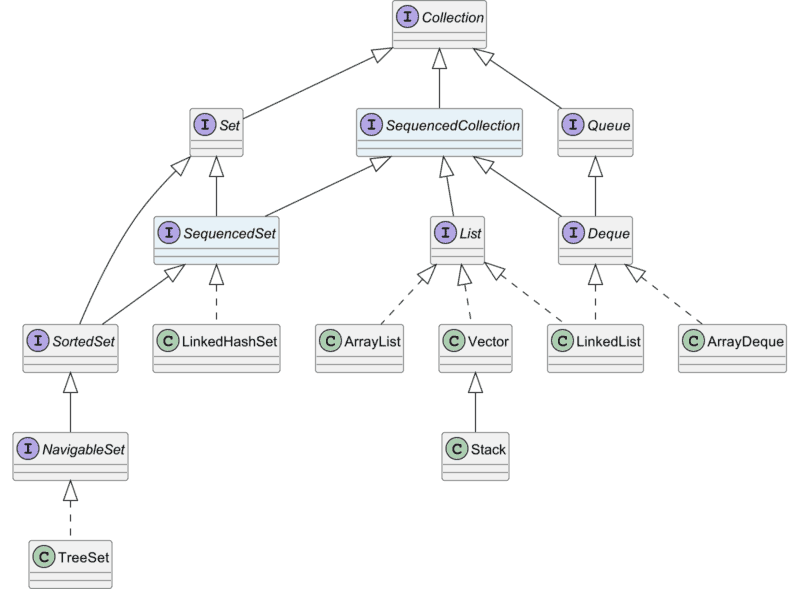 I Collection
I Set
I SequencedCollection
I Queue
I SequencedSet
I List
I Deque
I SortedSet
C LinkedHashSet
C ArrayList
C Vector
C LinkedList
C ArrayDeque
I NavigableSet
C Stack
C TreeSet